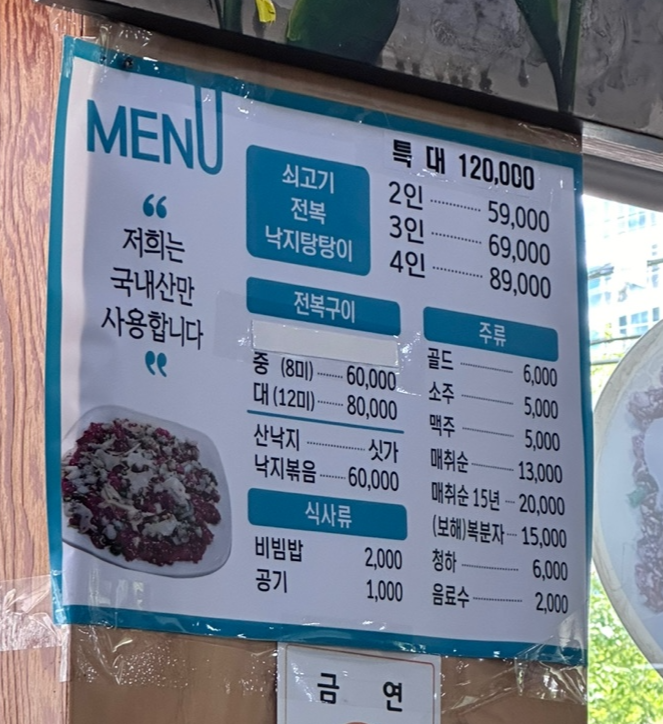 MENU
“
저희는
국내산만
사용합니다
”
쇠고기
전복
낙지탕탕이
특 대 120,000
2인 ............ 59,000
3인 ............ 69,000
4인 ............ 89,000
전복구이
중 (8미) ........ 60,000
대 (12미) ..... 80,000
산낙지 ............ 싯가
낙지볶음 ........ 60,000
식사류
비빔밥 2,000
공기 1,000
주류
골드 ............ 6,000
소주 ............ 5,000
맥주 ............ 5,000
매취순 ........ 13,000
매취순 15년 ... 20,000
(보해)복분자 ... 15,000
청하 ............ 6,000
음료수 ............ 2,000
금 연